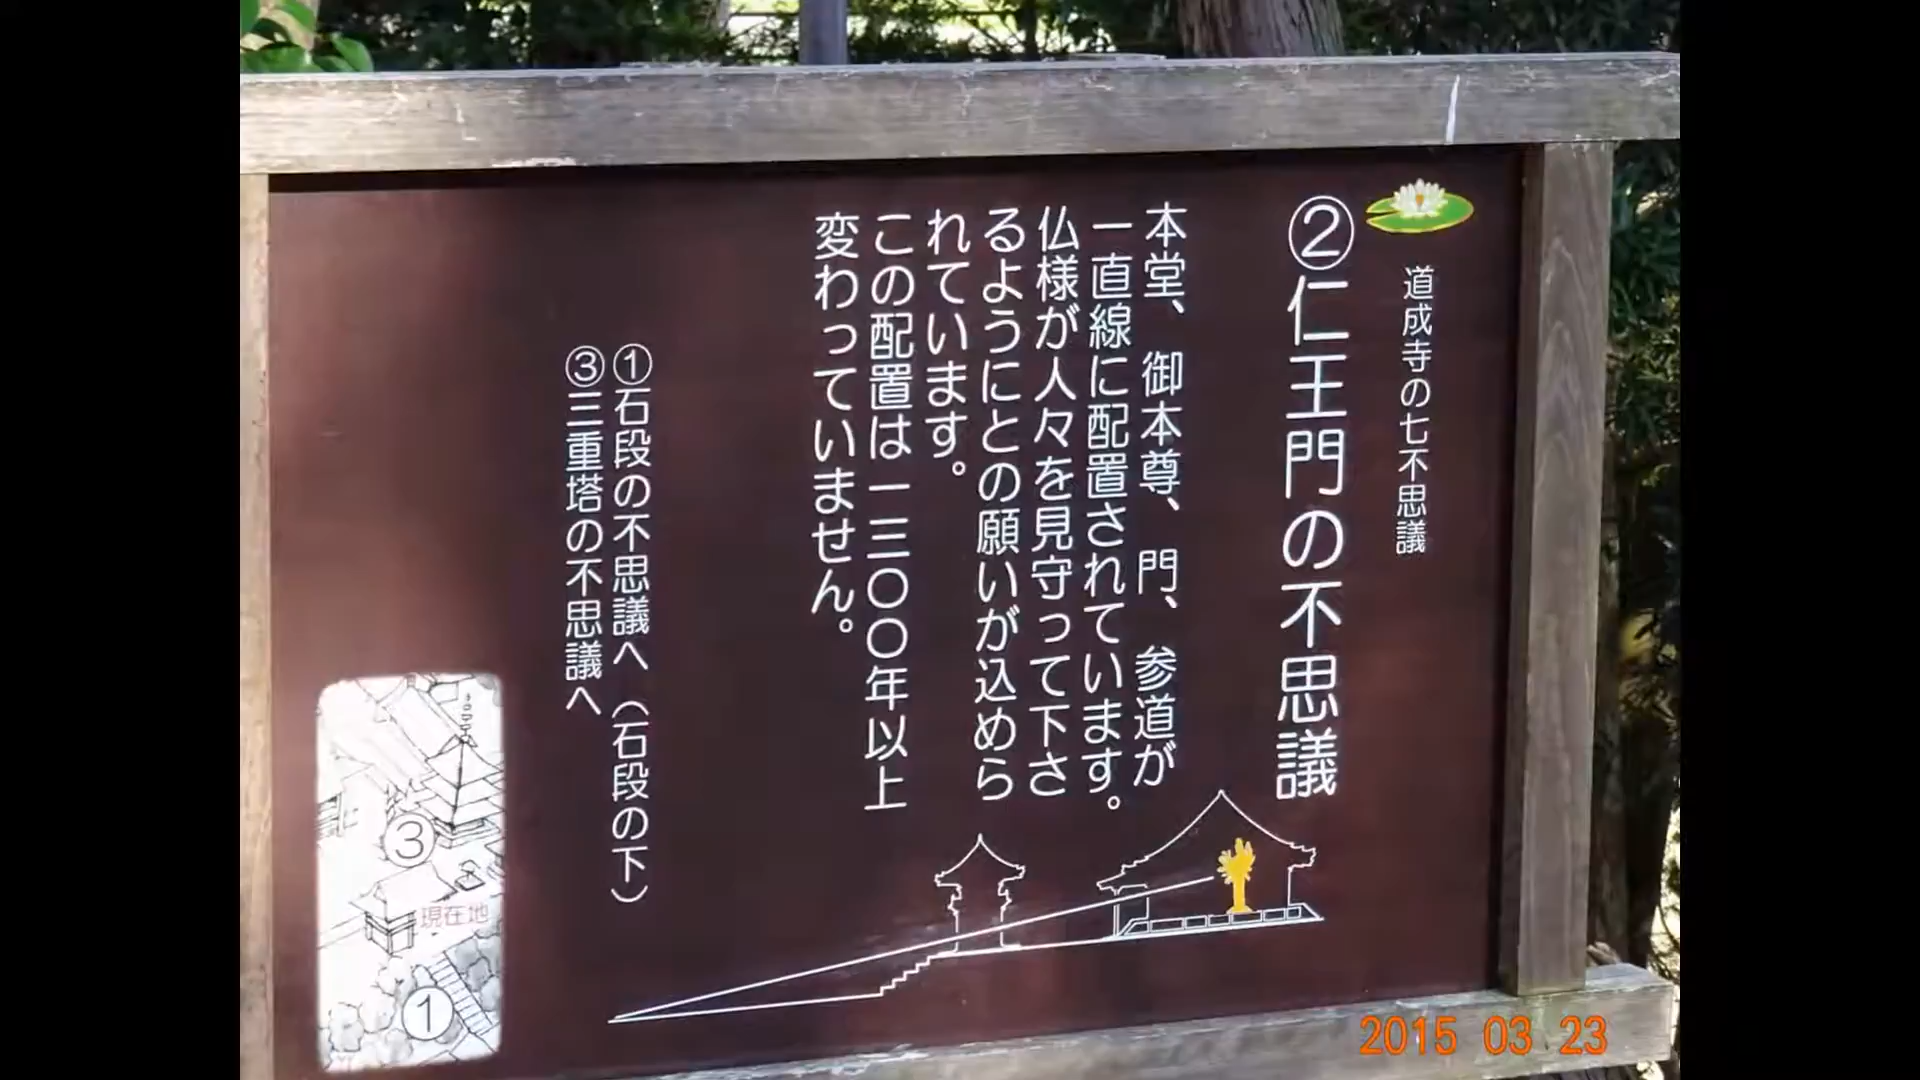 道成寺の七不思議
②仁王門の不思議
本堂、御本尊、門、参道が
一直線に配置されています。
仏様が人々を見守って下さ
るようにとの願いが込めら
れています。
この配置は一三〇〇年以上
変わっていません。
①石段の不思議へ（石段の下）
③三重塔の不思議へ
③
現在地
①
2015 03 23